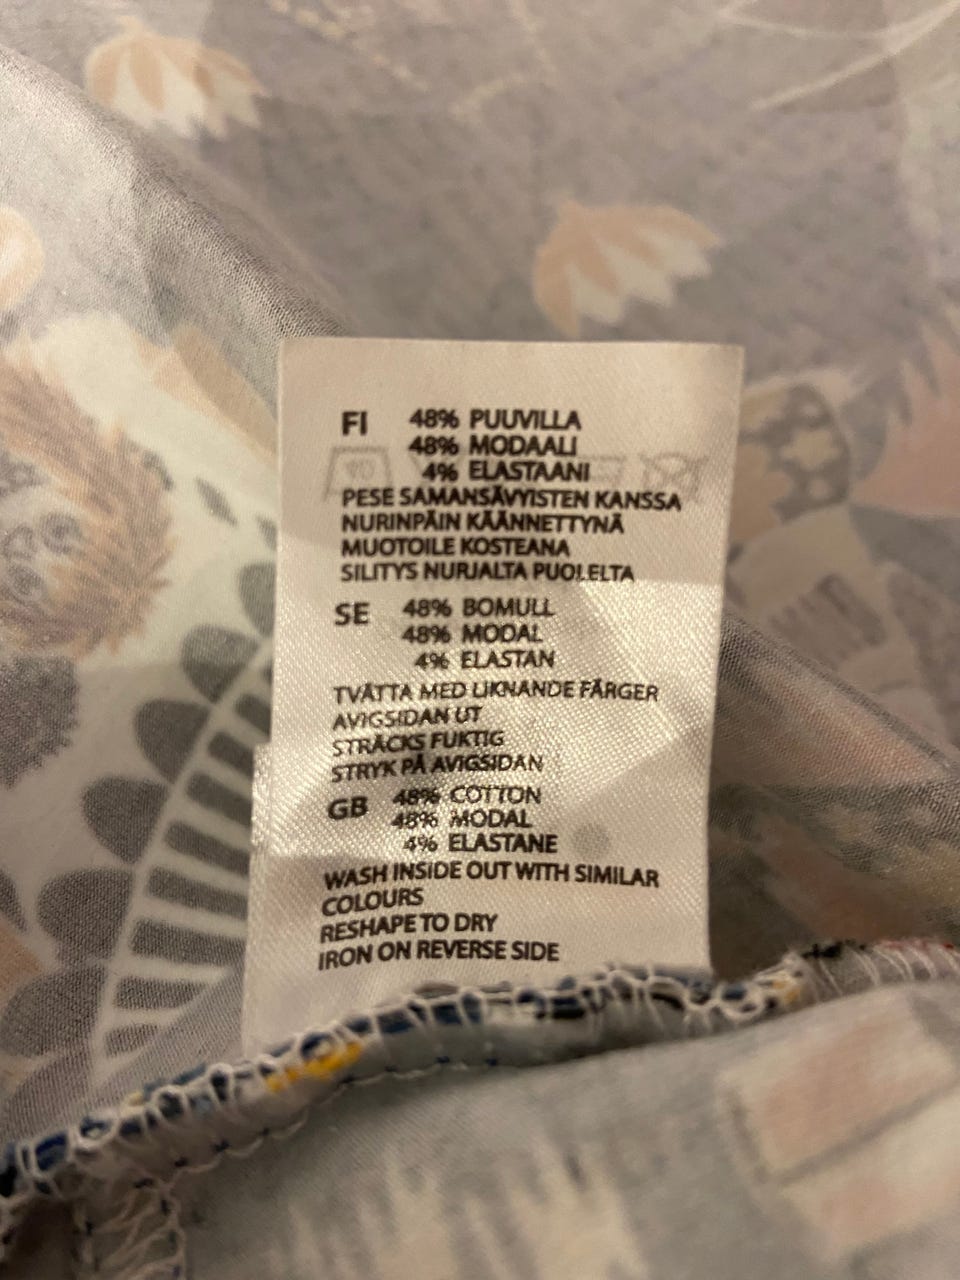 FI 48% PUUVILLA
48% MODAALI
4% ELASTAANI
PESE SAMANSÄVYISTEN KANSSA
NURINPÄIN KÄÄNNETTYNÄ
MUOTOILE KOSTEANA
SILITYS NURJALTA PUOLELTA
SE 48% BOMULL
48% MODAL
4% ELASTAN
TVÄTTA MED LIKNANDE FÄRGER
AVIGSIDAN UT
STRÄCKS FUKTIG
STRYK PÅ AVIGSIDAN
GB 48% COTTON
48% MODAL
4% ELASTANE
WASH INSIDE OUT WITH SIMILAR
COLOURS
RESHAPE TO DRY
IRON ON REVERSE SIDE